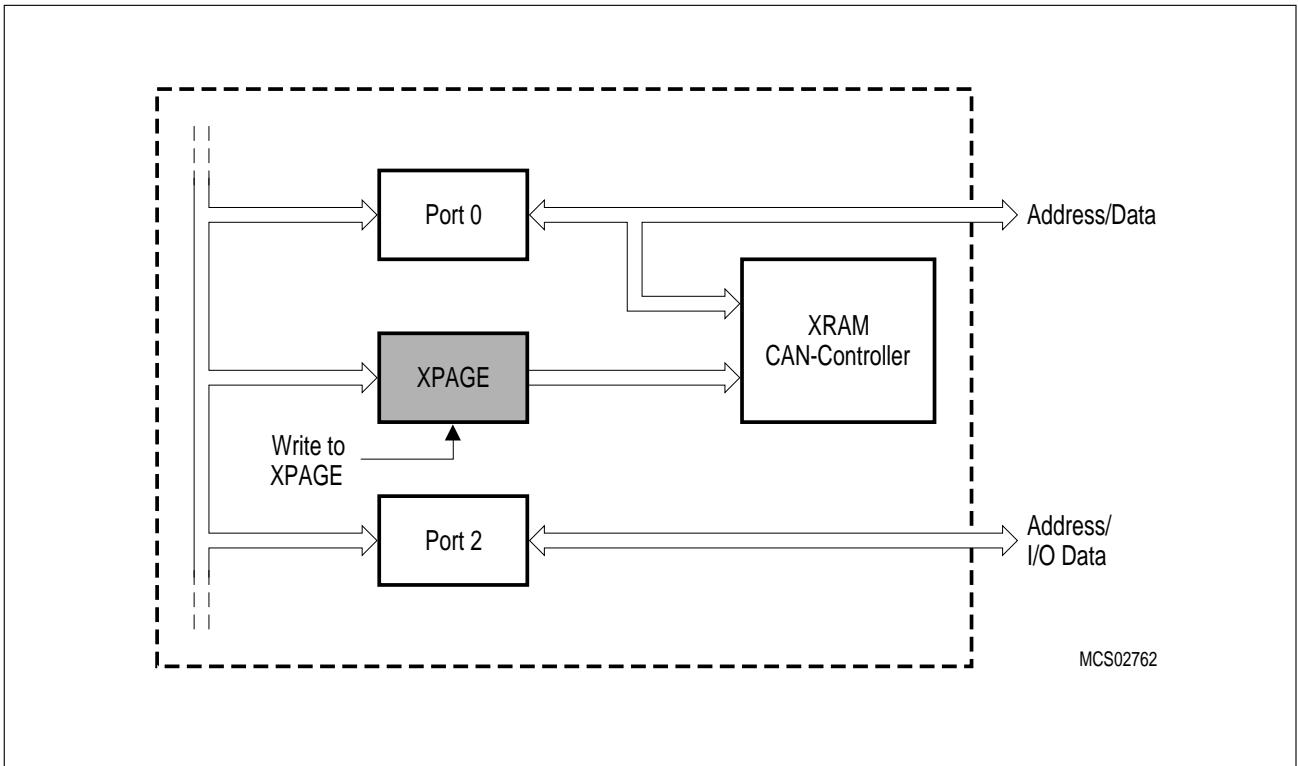 Port 0
Address/Data
XRAM
CAN-Controller
XPAGE
Write to
XPAGE
Port 2
Address/
I/O Data
MCS02762